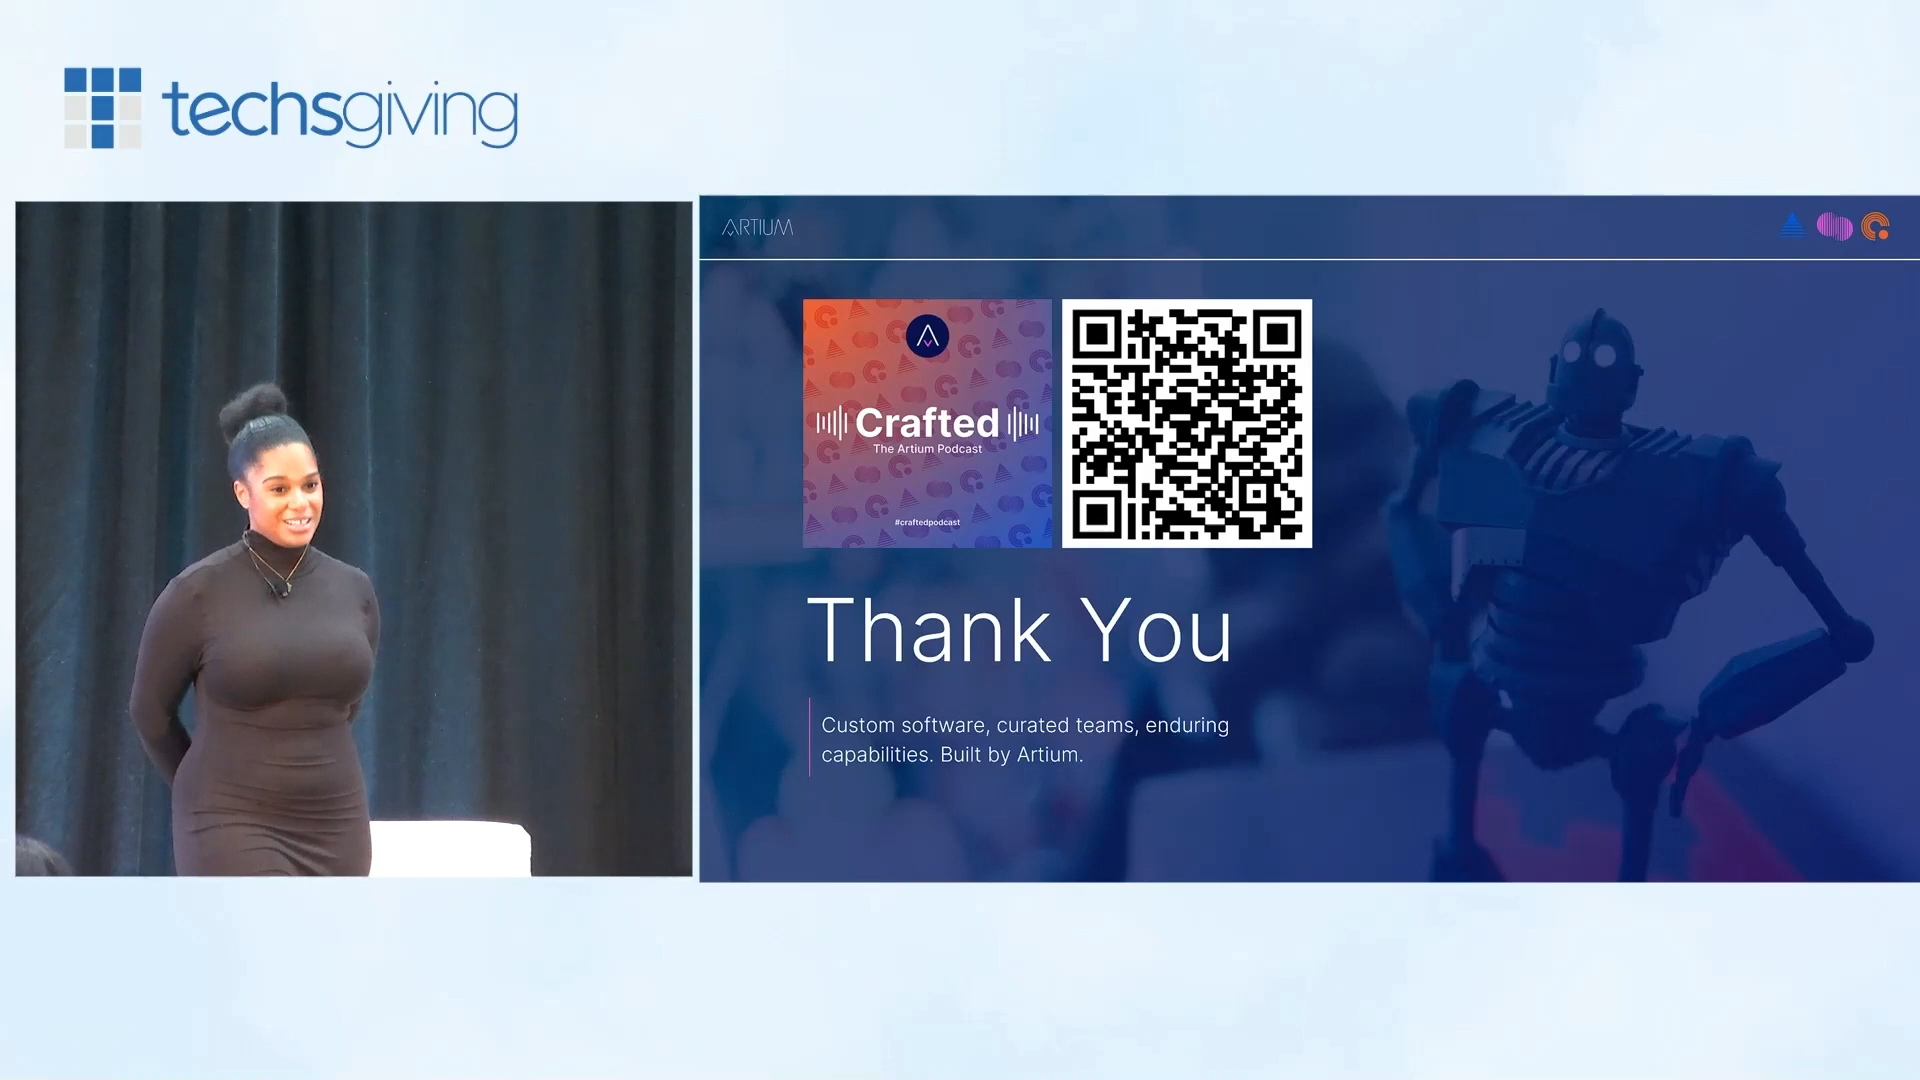 techsgiving
ARTIUM
Crafted
The Artium Podcast
#craftedpodcast
Thank You
Custom software, curated teams, enduring
capabilities. Built by Artium.